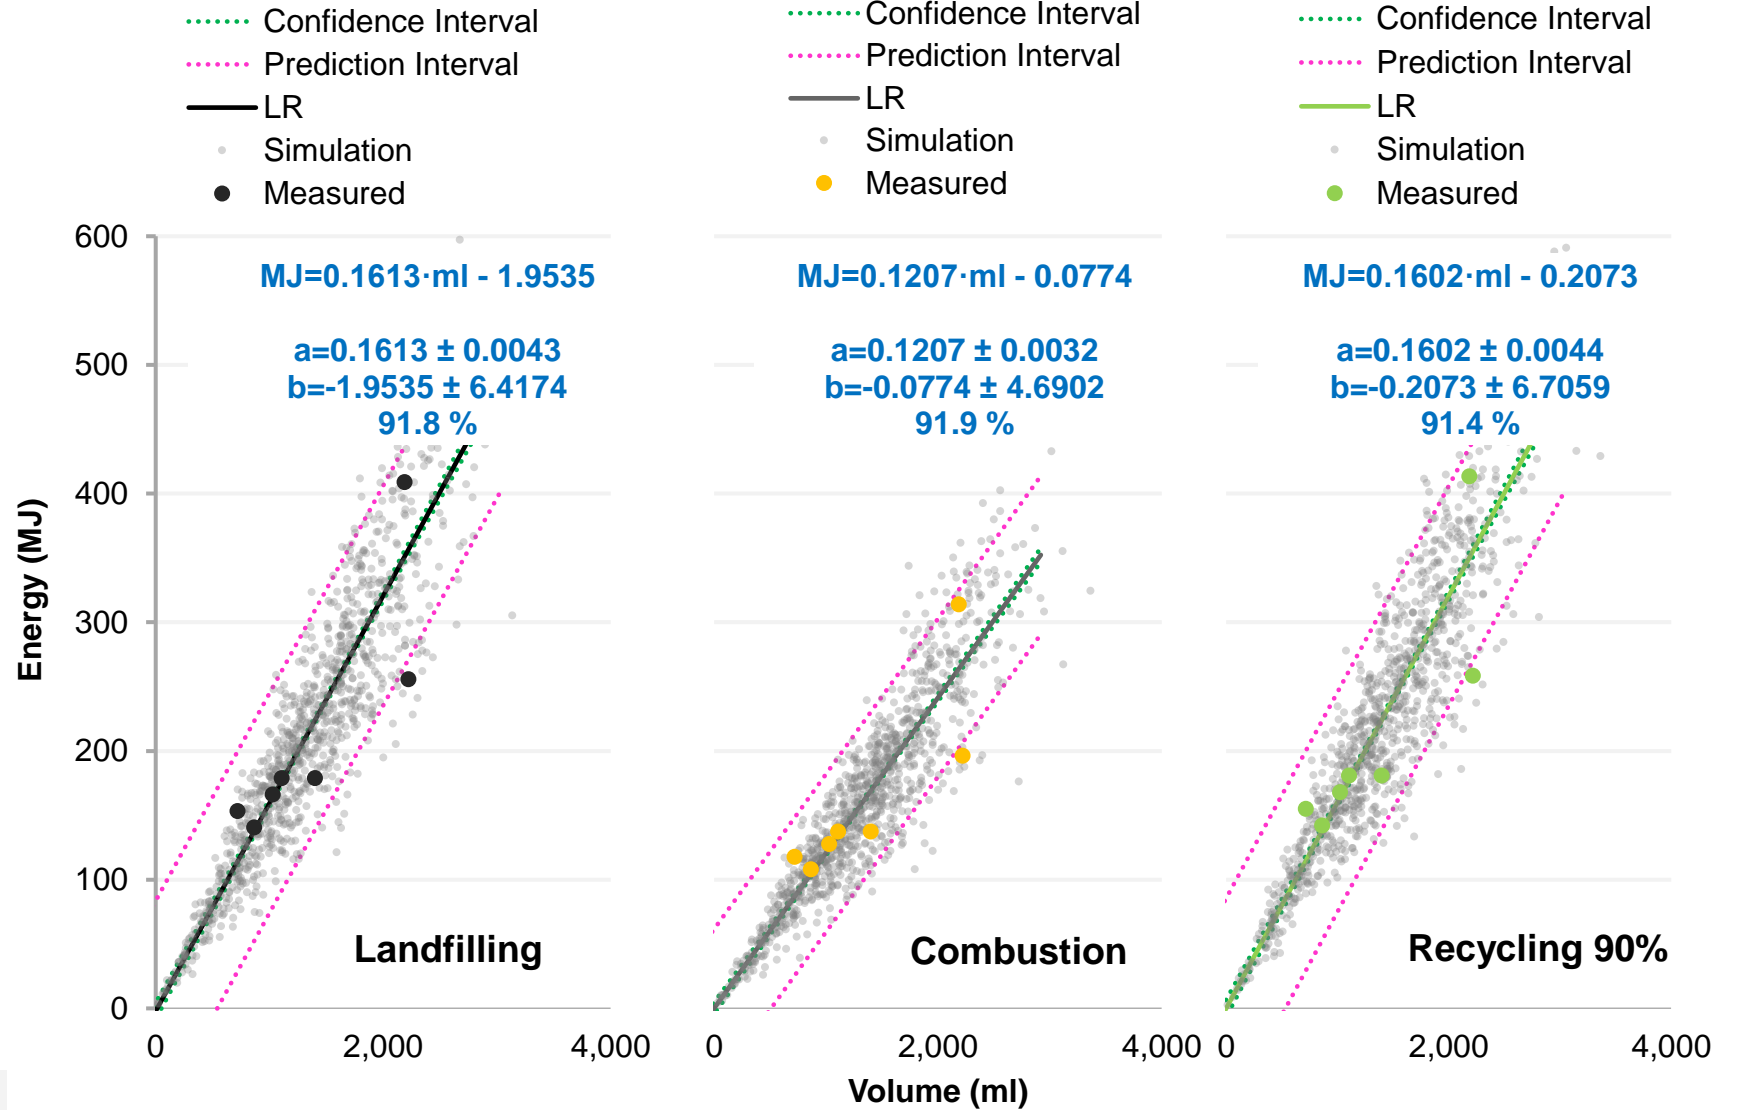 Confidence Interval
Prediction Interval
LR
Simulation
Measured
Confidence Interval
Prediction Interval
LR
Simulation
Measured
Confidence Interval
Prediction Interval
LR
Simulation
Measured
Energy (MJ)
600
500
400
300
200
100
0
MJ=0.1613·ml - 1.9535
a=0.1613 ± 0.0043
b=-1.9535 ± 6.4174
91.8 %
Landfilling
0 2,000 4,000
MJ=0.1207·ml - 0.0774
a=0.1207 ± 0.0032
b=-0.0774 ± 4.6902
91.9 %
Combustion
0 2,000 4,000
MJ=0.1602·ml - 0.2073
a=0.1602 ± 0.0044
b=-0.2073 ± 6.7059
91.4 %
Recycling 90%
0 2,000 4,000
Volume (ml)